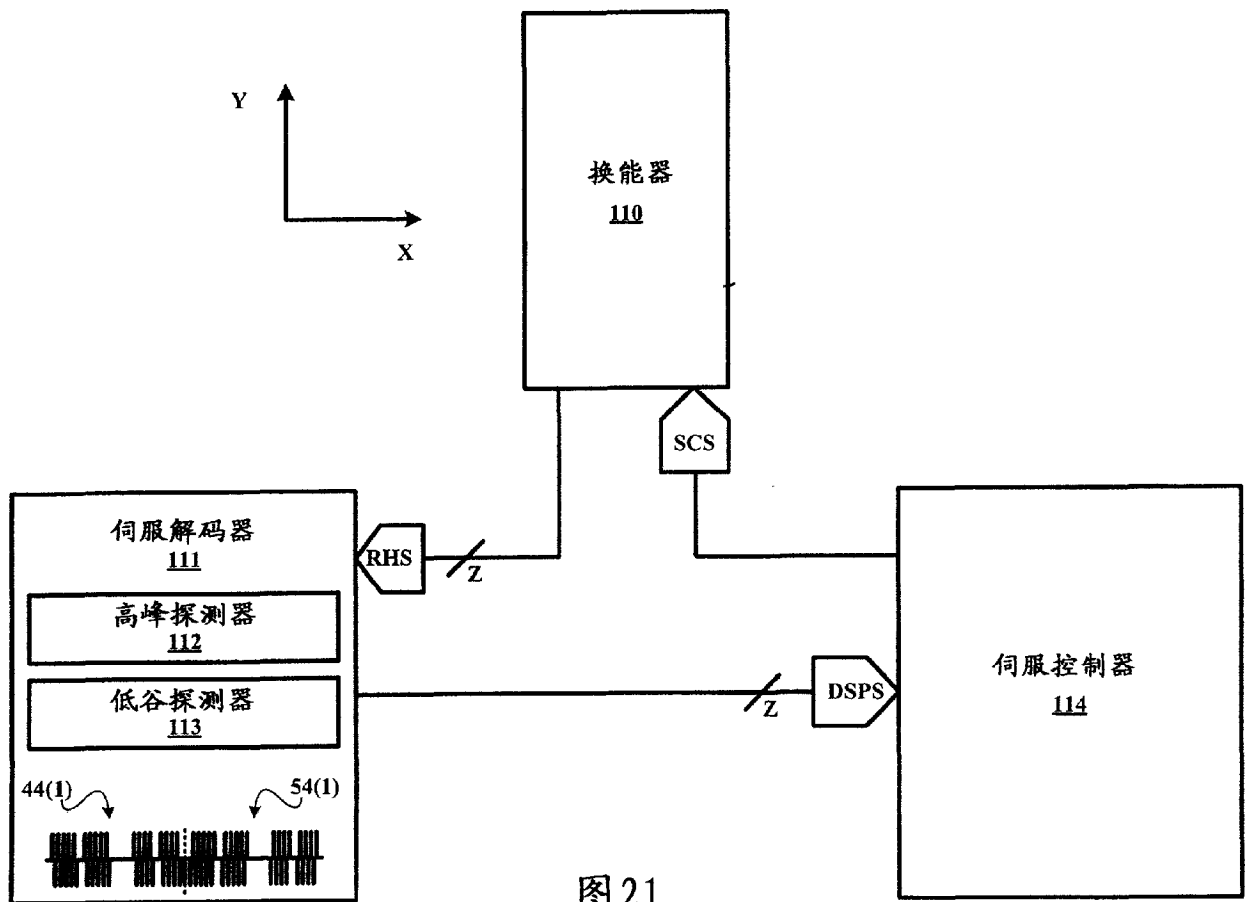 Y
X
换能器
110
SCS
伺服解码器
111
RHS
Z
高峰探测器
112
低谷探测器
113
Z
DSPS
伺服控制器
114
44(1)
54(1)
图21